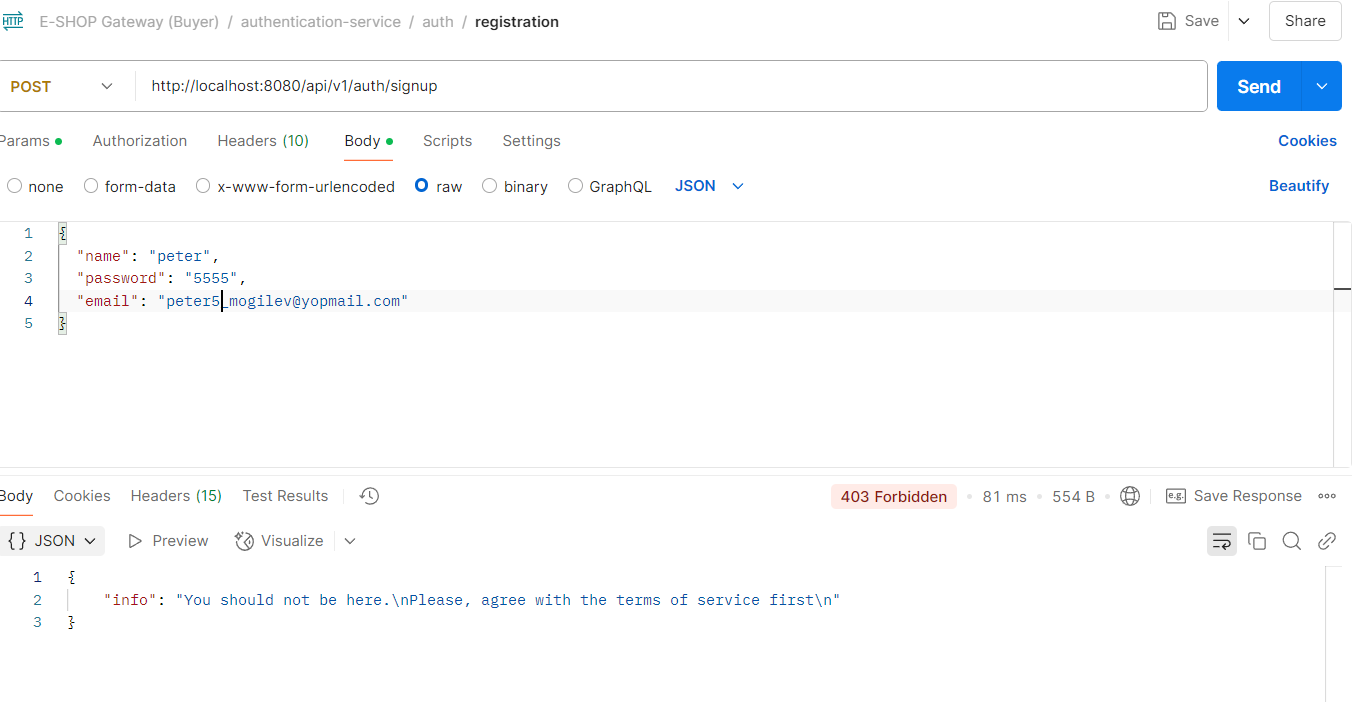 HTTP E-SHOP Gateway (Buyer) / authentication-service / auth / registration Save Share
POST http://localhost:8080/api/v1/auth/signup Send
Params Authorization Headers (10) Body Scripts Settings Cookies
none form-data x-www-form-urlencoded raw binary GraphQL JSON Beautify
1 {
2 "name": "peter",
3 "password": "5555",
4 "email": "peter5_mogilev@yopmail.com"
5 }
Body Cookies Headers (15) Test Results 403 Forbidden 81 ms 554 B e.g. Save Response
{} JSON Preview Visualize
1 {
2 "info": "You should not be here.\nPlease, agree with the terms of service first\n"
3 }